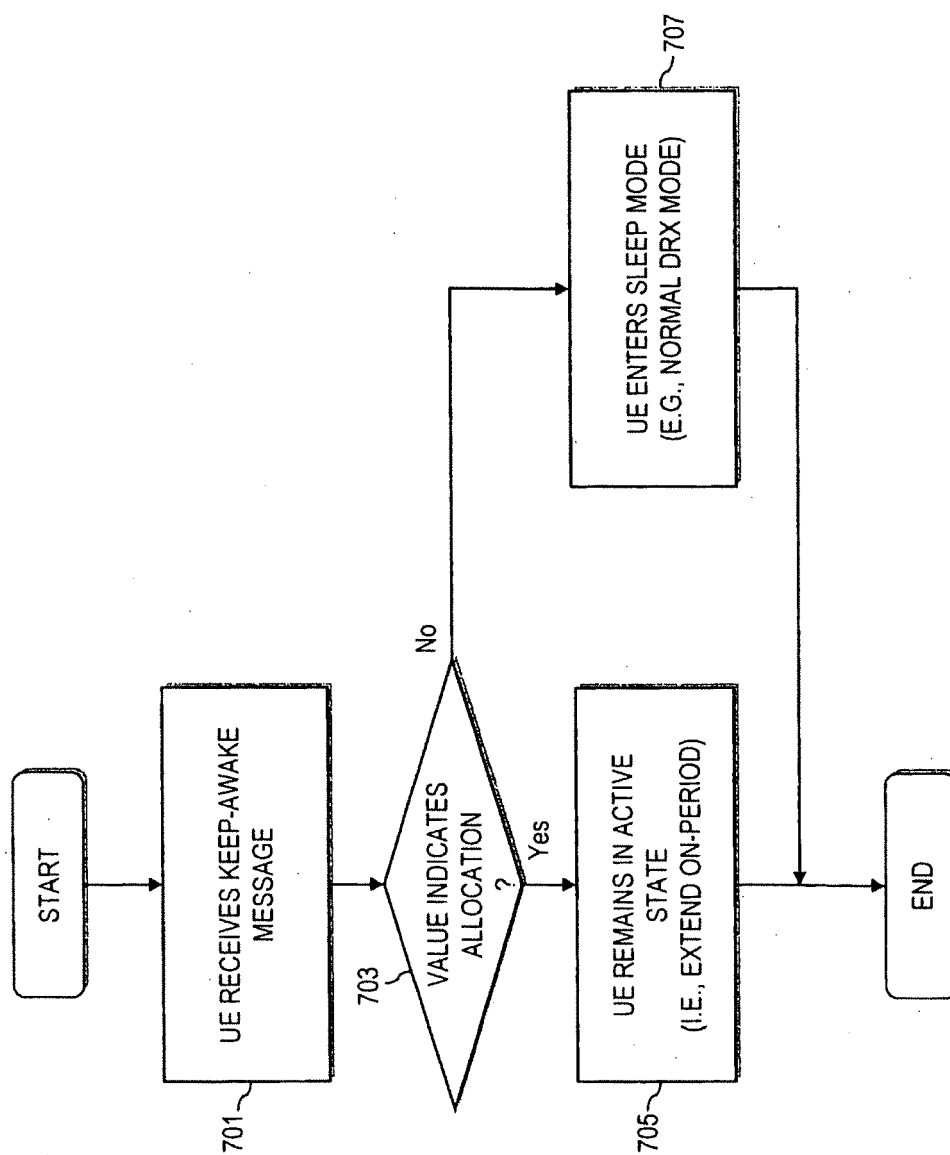 START
UE RECEIVES KEEP-AWAKE
MESSAGE
701
VALUE INDICATES
ALLOCATION
?
703
No
Yes
UE REMAINS IN ACTIVE
STATE
(I.E., EXTEND ON-PERIOD)
705
UE ENTERS SLEEP MODE
(E.G., NORMAL DRX MODE)
707
END